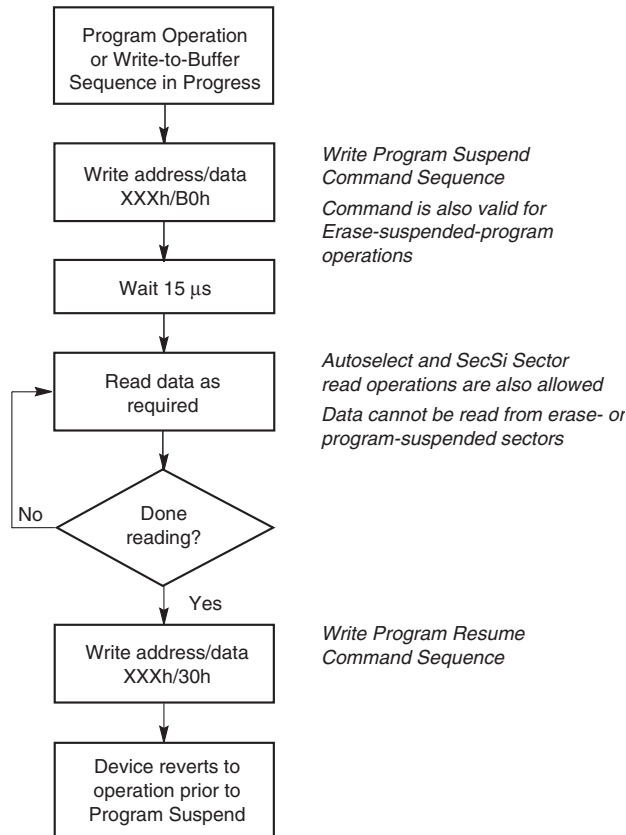 Program Operation
or Write-to-Buffer
Sequence in Progress
Write address/data
XXXh/B0h
Write Program Suspend
Command Sequence
Command is also valid for
Erase-suspended-program
operations
Wait 15 μs
Read data as
required
Autoselect and SecSi Sector
read operations are also allowed
Data cannot be read from erase- or
program-suspended sectors
No
Done
reading?
Yes
Write address/data
XXXh/30h
Write Program Resume
Command Sequence
Device reverts to
operation prior to
Program Suspend